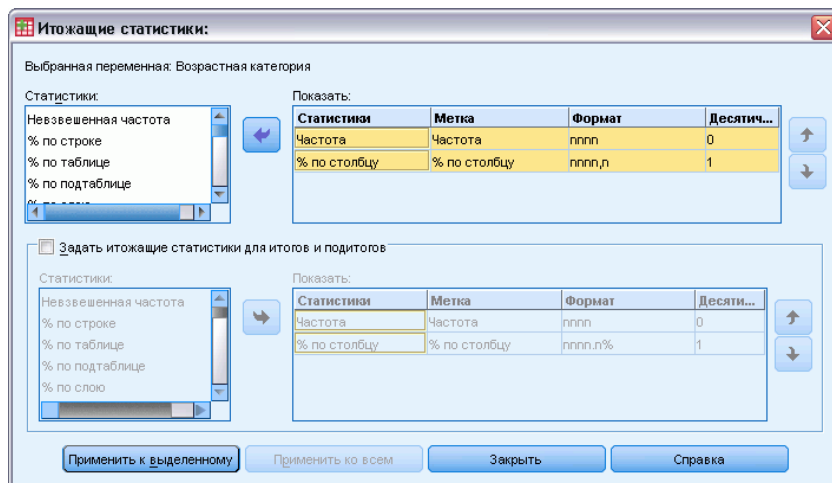 Итожащие статистики:
Выбранная переменная: Возрастная категория
Статистики:
Невзвешенная частота
% по строке
% по таблице
% по подтаблице
% по слою
Показать:
Статистики Метка Формат Десятич...
Частота Частота nnnn 0
% по столбцу % по столбцу nnnn,n 1
Задать итожащие статистики для итогов и подитогов
Статистики:
Невзвешенная частота
% по строке
% по таблице
% по подтаблице
% по слою
Показать:
Статистики Метка Формат Десяти...
Частота Частота nnnn 0
% по столбцу % по столбцу nnnn.n% 1
Применить к выделенному Применить ко всем Закрыть Справка